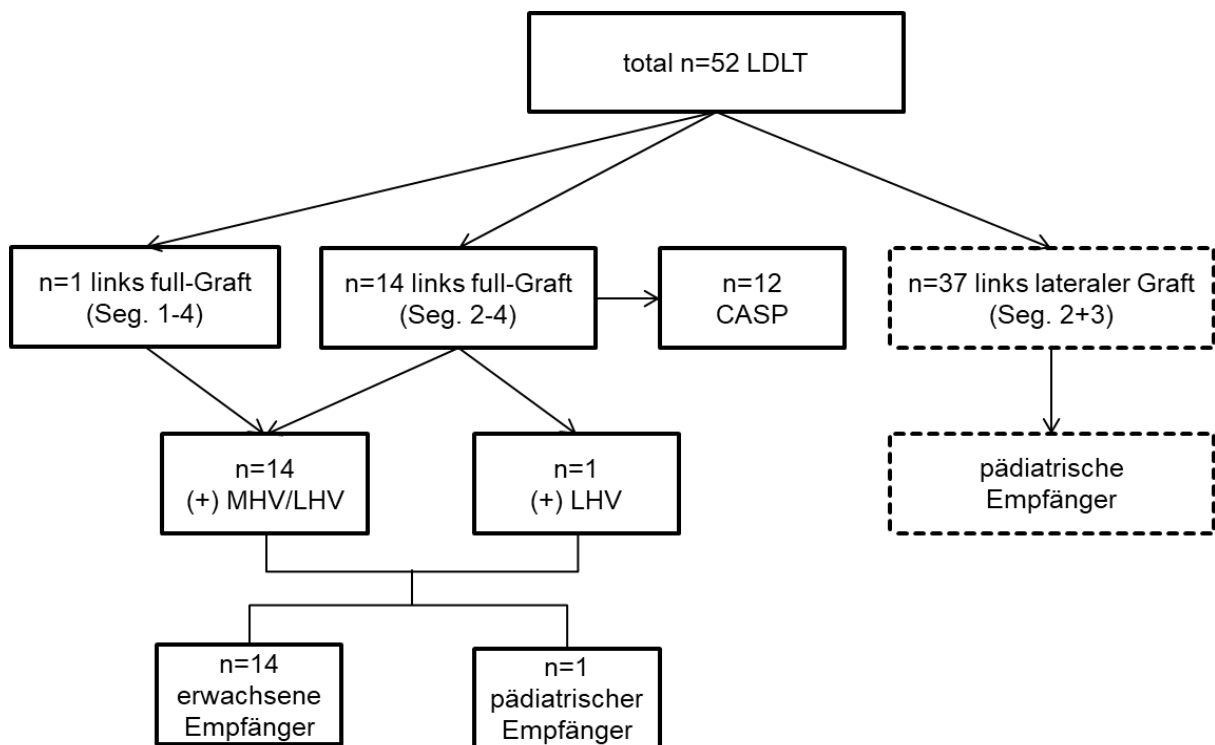 total n=52 LDLT
n=1 links full-Graft
(Seg. 1-4)
n=14 links full-Graft
(Seg. 2-4)
n=12
CASP
n=37 links lateraler Graft
(Seg. 2+3)
n=14
(+) MHV/LHV
n=1
(+) LHV
pädiatrische
Empfänger
n=14
erwachsene
Empfänger
n=1
pädiatrischer
Empfänger